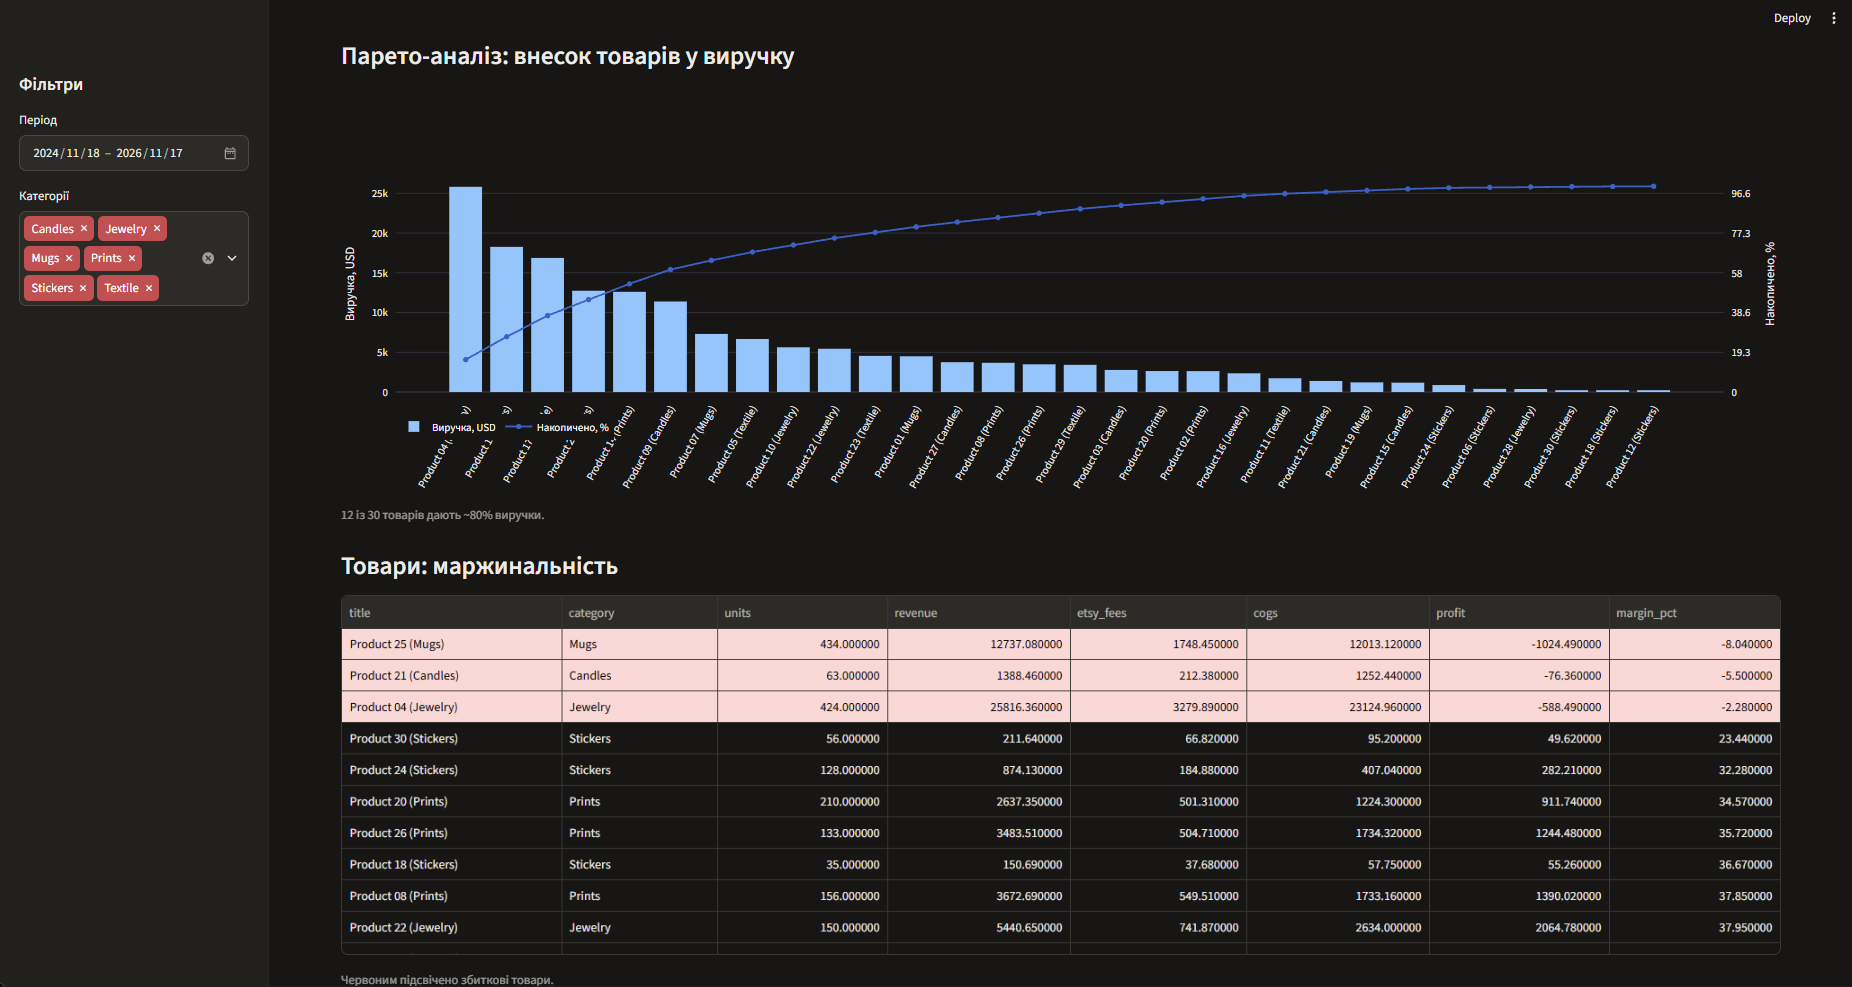 Deploy
Фільтри
Період
2024/11/18 – 2026/11/17
Категорії
Candles Jewelry
Mugs Prints
Stickers Textile
Парето-аналіз: внесок товарів у виручку
Виручка, USD
25k
20k
15k
10k
5k
0
96.6
77.3
58
38.6
19.3
0
Накопичено, %
Виручка, USD Накопичено, %
Product 04
Product 1
Product 17
Product 2
Product 1 (Prints)
Product 09 (Candles)
Product 07 (Mugs)
Product 05 (Textile)
Product 10 (Jewelry)
Product 22 (Jewelry)
Product 23 (Textile)
Product 01 (Mugs)
Product 27 (Candles)
Product 08 (Prints)
Product 26 (Prints)
Product 29 (Textile)
Product 03 (Candles)
Product 20 (Prints)
Product 02 (Prints)
Product 16 (Jewelry)
Product 11 (Textile)
Product 21 (Candles)
Product 19 (Mugs)
Product 15 (Candles)
Product 24 (Stickers)
Product 06 (Stickers)
Product 28 (Jewelry)
Product 30 (Stickers)
Product 18 (Stickers)
Product 12 (Stickers)
12 із 30 товарів дають ~80% виручки.
Товари: маржинальність
title category units revenue etsy_fees cogs profit margin_pct
Product 25 (Mugs) Mugs 434.000000 12737.080000 1748.450000 12013.120000 -1024.490000 -8.040000
Product 21 (Candles) Candles 63.000000 1388.460000 212.380000 1252.440000 -76.360000 -5.500000
Product 04 (Jewelry) Jewelry 424.000000 25816.360000 3279.890000 23124.960000 -588.490000 -2.280000
Product 30 (Stickers) Stickers 56.000000 211.640000 66.820000 95.200000 49.620000 23.440000
Product 24 (Stickers) Stickers 128.000000 874.130000 184.880000 407.040000 282.210000 32.280000
Product 20 (Prints) Prints 210.000000 2637.350000 501.310000 1224.300000 911.740000 34.570000
Product 26 (Prints) Prints 133.000000 3483.510000 504.710000 1734.320000 1244.480000 35.720000
Product 18 (Stickers) Stickers 35.000000 150.690000 37.680000 57.750000 55.260000 36.670000
Product 08 (Prints) Prints 156.000000 3672.690000 549.510000 1733.160000 1390.020000 37.850000
Product 22 (Jewelry) Jewelry 150.000000 5440.650000 741.870000 2634.000000 2064.780000 37.950000
Червоним підсвічено збиткові товари.